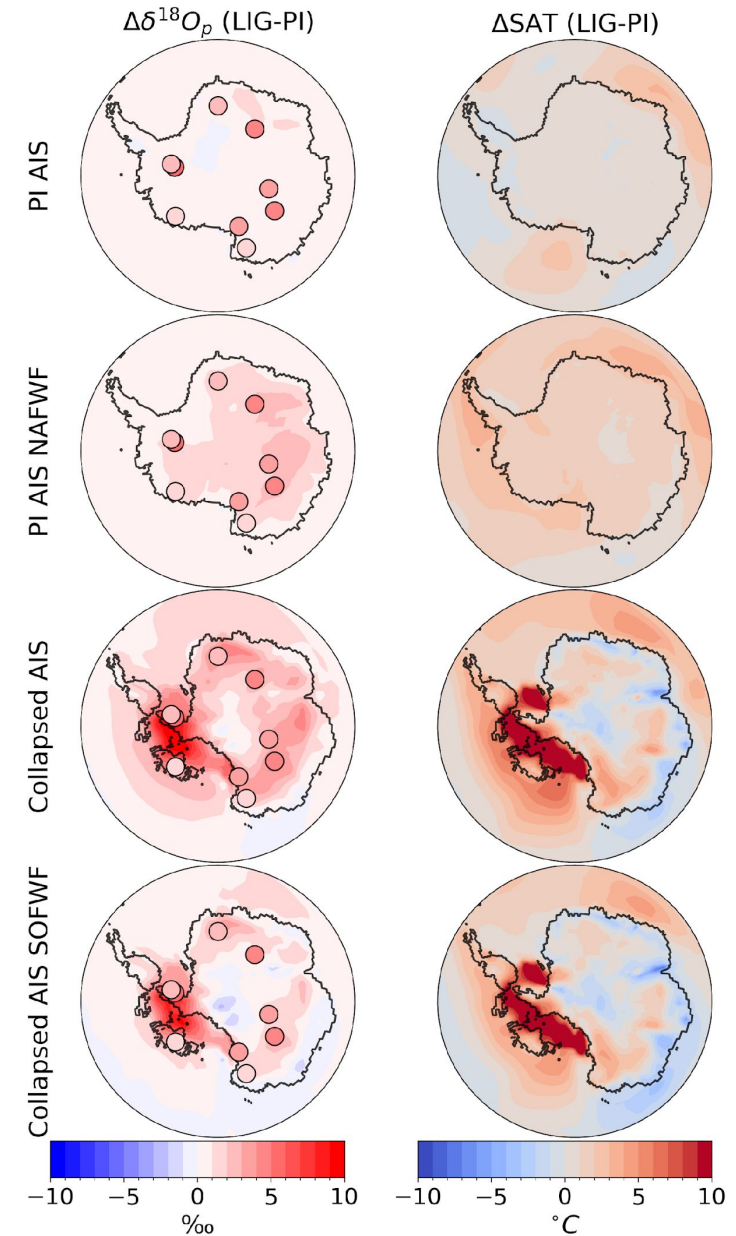 Δδ¹⁸Oₚ (LIG-PI)
ΔSAT (LIG-PI)
PI AIS
PI AIS NAFWF
Collapsed AIS
Collapsed AIS SOFWF
−10 −5 0 5 10
‰
−10 −5 0 5 10
°C